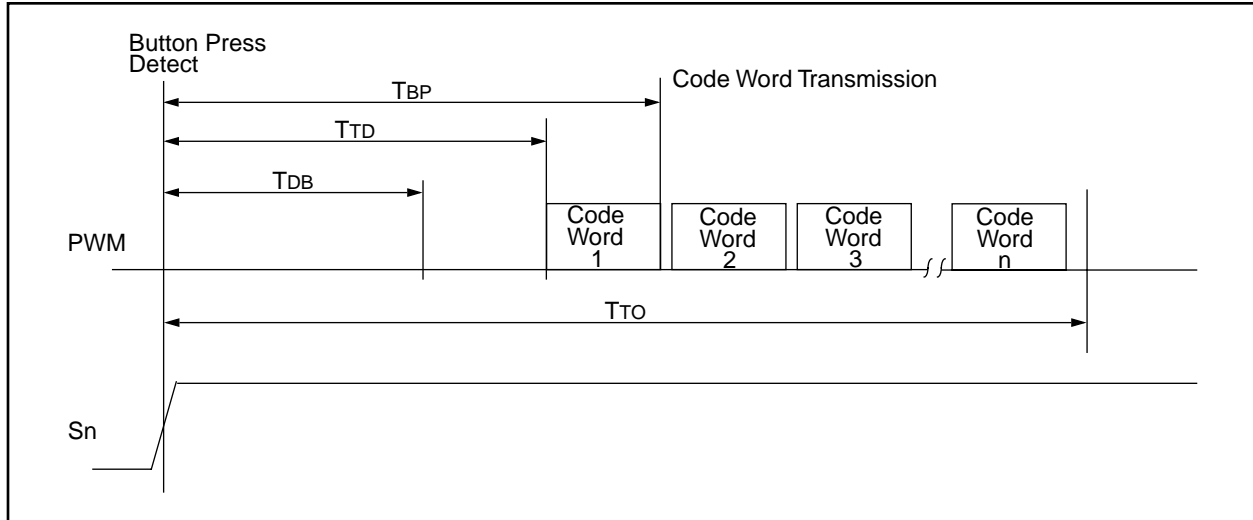 Button Press
Detect
Code Word Transmission
TBP
TTD
TDB
PWM
Code
Word
1
Code
Word
2
Code
Word
3
Code
Word
n
TTO
Sn